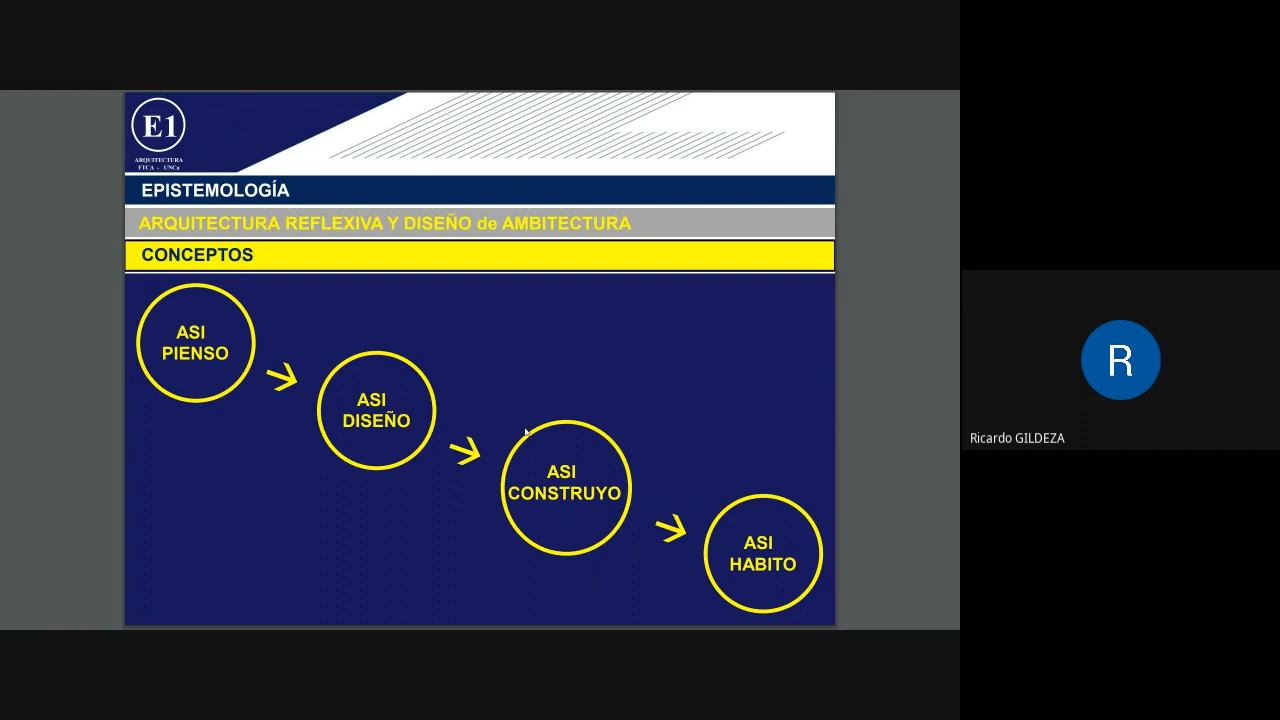 E1
ARQUITECTURA
FTCA - UNCa
EPISTEMOLOGÍA
ARQUITECTURA REFLEXIVA Y DISEÑO de AMBITECTURA
CONCEPTOS
ASI
PIENSO
ASI
DISEÑO
ASI
CONSTRUYO
ASI
HABITO
R
Ricardo GILDEZA